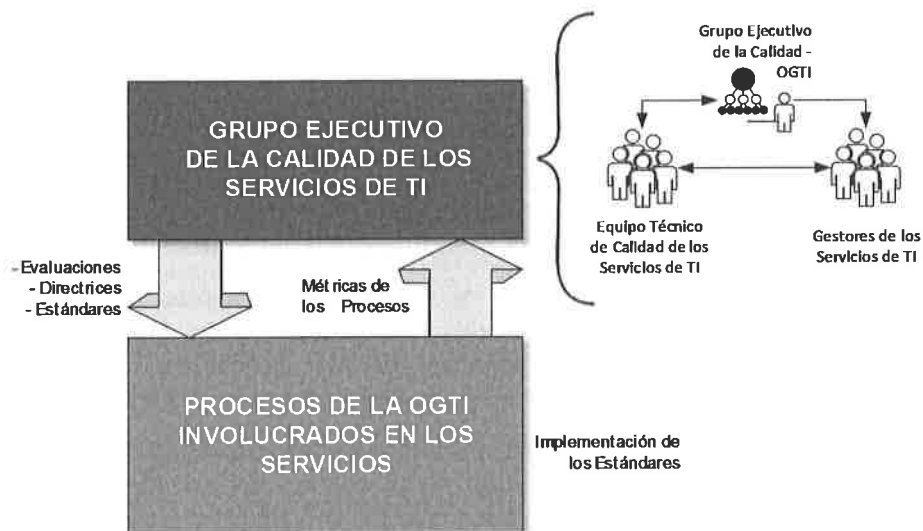 GRUPO EJECUTIVO
DE LA CALIDAD DE LOS
SERVICIOS DE TI
Grupo Ejecutivo
de la Calidad -
OGTI
Equipo Técnico
de Calidad de los
Servicios de TI
Gestores de los
Servicios de TI
-Evaluaciones
- Directrices
- Estándares
Métricas de
los Procesos
PROCESOS DE LA OGTI
INVOLUCRADOS EN LOS
SERVICIOS
Implementación de
los Estándares